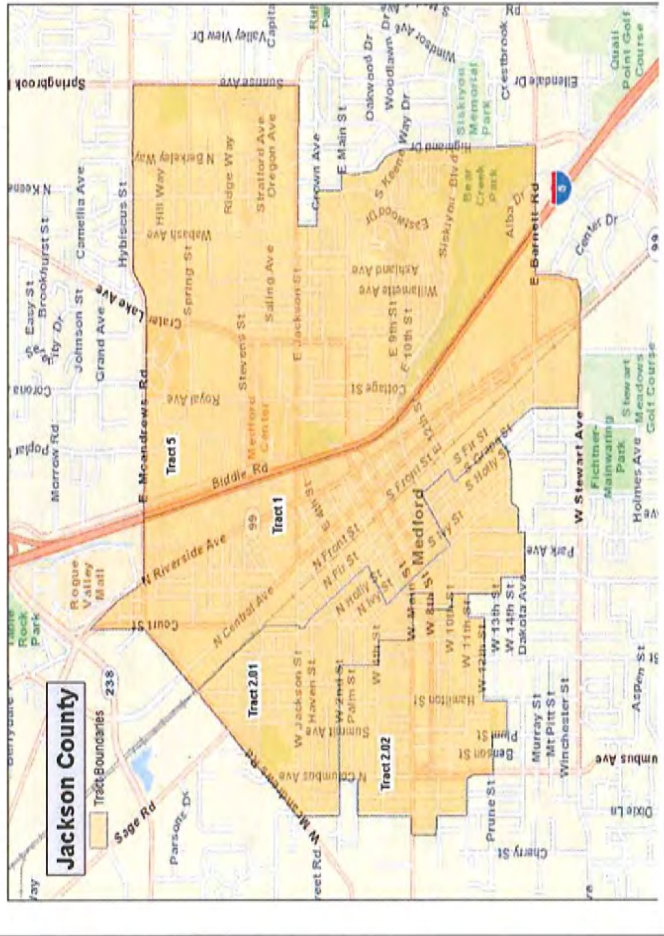 Jackson County
Tract Boundaries
Tract 5
Tract 1
Tract 2.01
Tract 2.02
Medford
Medford
Center
Rogue
Valley
Mall
Rock
Park
238
99
99
5
Sage Rd
Parsons Dr
W Mcandrews Rd
E Mcandrews Rd
Court St
N Riverside Ave
N Central Ave
Biddle Rd
Morrow Rd
Grand Ave
Johnson St
Easy St
Brookhurst St
Camellia Ave
Hybiscus St
N Keene
Crater Lake Ave
Valley View Dr
Sunrise Ave
N Berkeley Way
Hill Way
Ridge Way
Stratford Ave
Oregon Ave
Wabash Ave
Spring St
Saling Ave
Stevens St
Royal Ave
E Jackson St
Crown Ave
E Main St
Oakwood Dr
Woodlawn Dr
Windsor Ave
Crestbrook
Ellendale Dr
Quail
Point Golf
Course
Siskiyou
Memorial
Park
Highland Dr
S Keene Way Dr
Eastwood Dr
Siskiyou Blvd
Bear
Creek
Park
Alba Dr
E Barnett Rd
Center Dr
Ashland Ave
Willamette Ave
E 9th St
E 10th St
Cottage St
E 12th S
E 4th St
N Front St
S Front St
N Fir St
S Fir St
S Grape St
N Holly St
S Holly St
N Ivy St
S Ivy St
W Main St
W 8th St
W 10th St
W 11th St
W 12th St
W 13th St
W 14th St
Dakota Ave
Park Ave
W Jackson St
Haven St
W 2nd St
Palm St
W 4th St
Summit Ave
N Columbus Ave
Hamilton St
Plum St
Benson St
Prune St
Cherry St
Murray St
Mt Pitt St
Winchester St
Aspen St
Dixie Ln
W Stewart Ave
Holmes Ave
Fichtner-
Mainwaring
Park
Stewart
Meadows
Golf Course